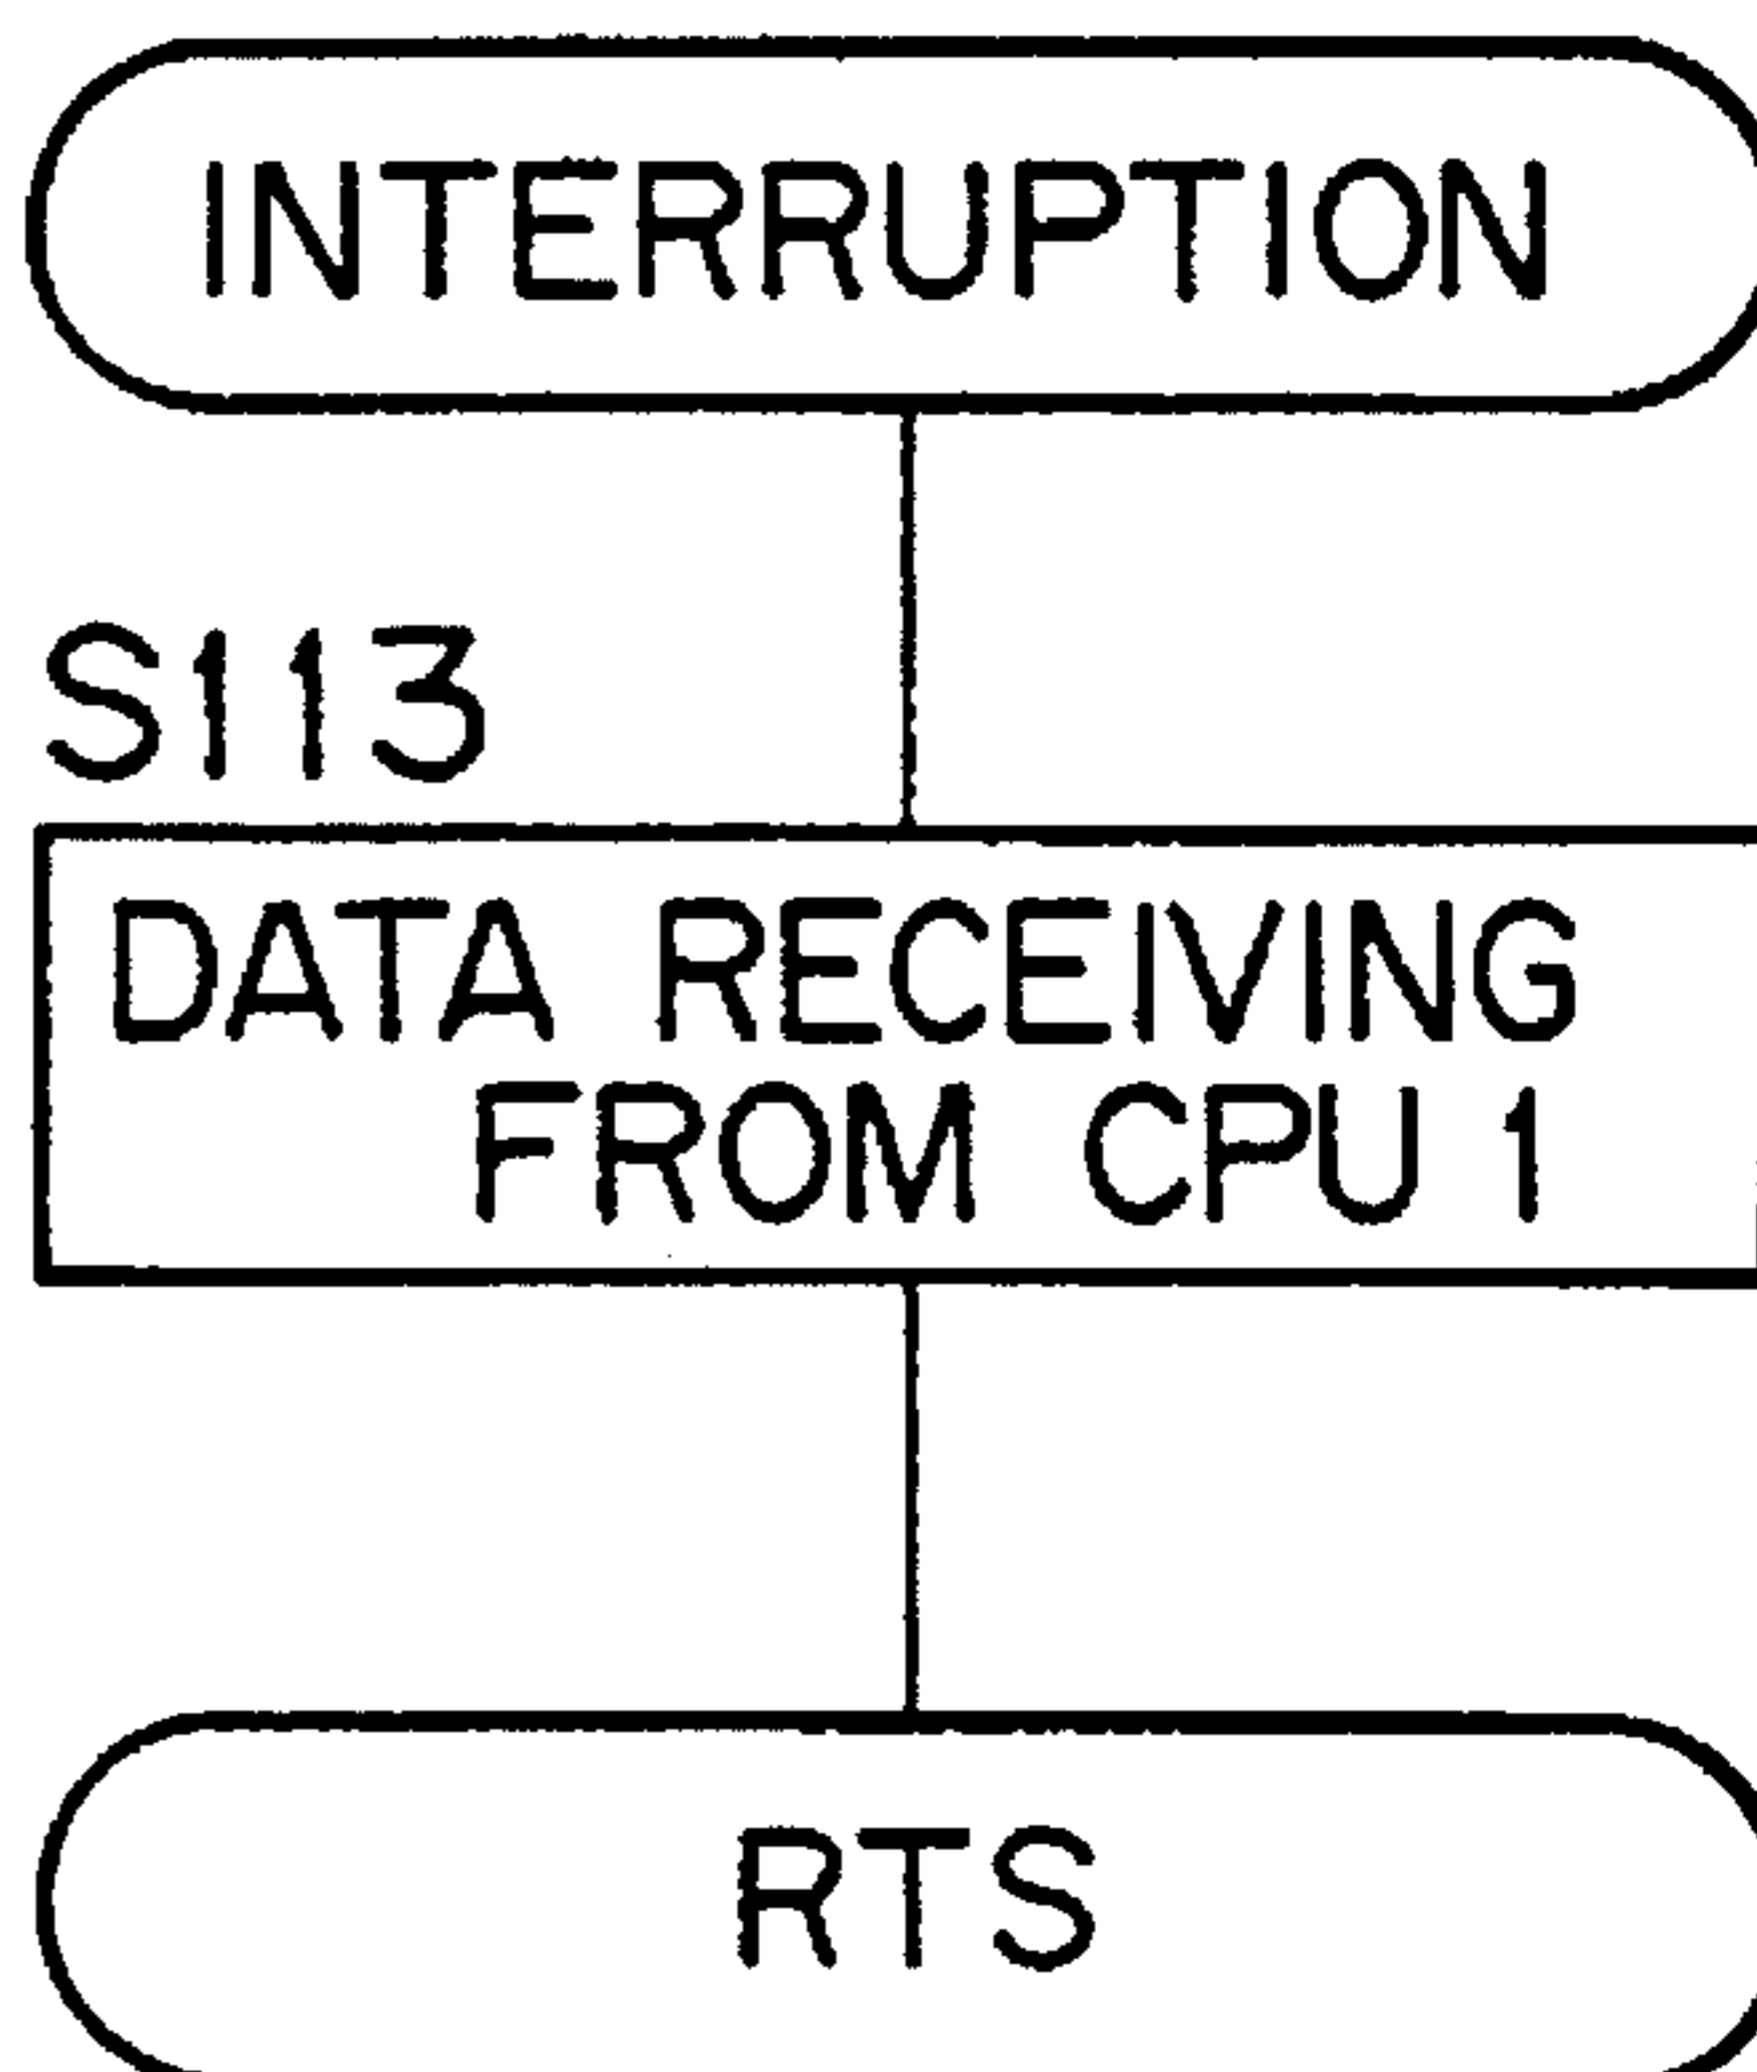 INTERRUPTION
S113
DATA RECEIVING
FROM CPU 1
RTS